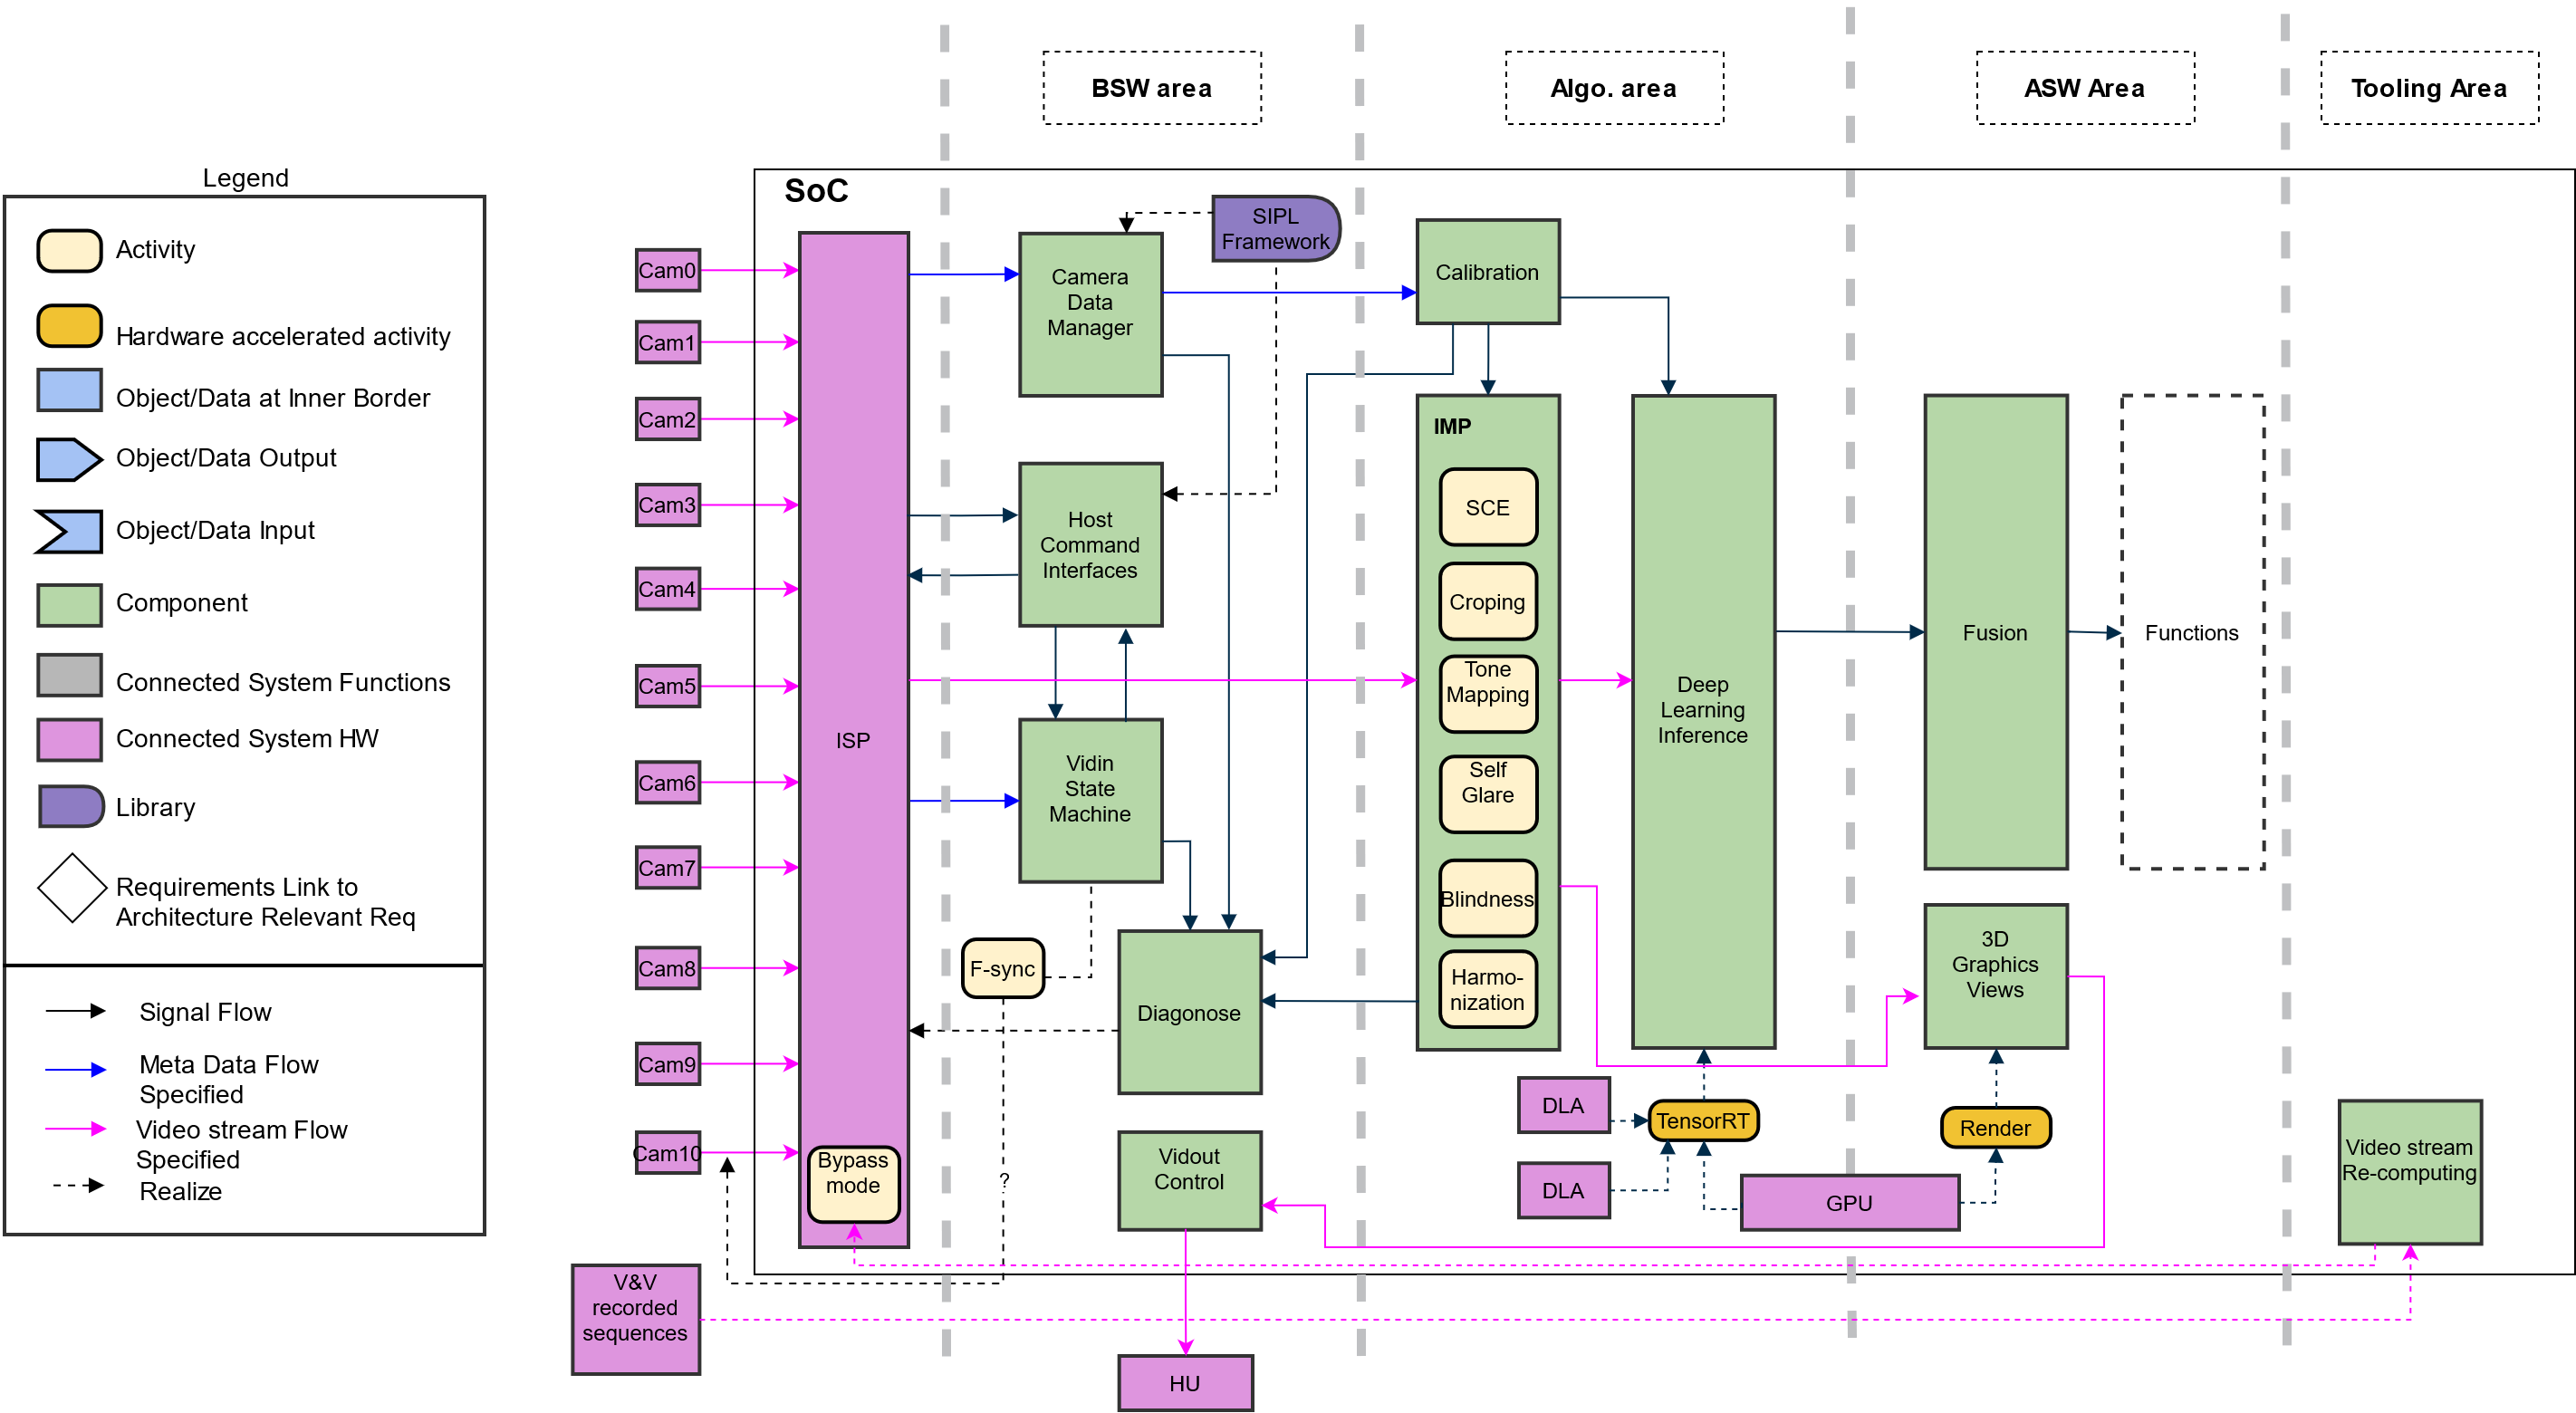 BSW area
Algo. area
ASW Area
Tooling Area
Legend
Activity
Hardware accelerated activity
Object/Data at Inner Border
Object/Data Output
Object/Data Input
Component
Connected System Functions
Connected System HW
Library
Requirements Link to
Architecture Relevant Req
Signal Flow
Meta Data Flow
Specified
Video stream Flow
Specified
Realize
SoC
Cam0
Cam1
Cam2
Cam3
Cam4
Cam5
Cam6
Cam7
Cam8
Cam9
Cam10
V&V
recorded
sequences
ISP
Bypass
mode
SIPL
Framework
Camera
Data
Manager
Host
Command
Interfaces
Vidin
State
Machine
F-sync
?
Diagonose
Vidout
Control
HU
Calibration
IMP
SCE
Croping
Tone
Mapping
Self
Glare
Blindness
Harmo-
nization
Deep
Learning
Inference
DLA
DLA
TensorRT
GPU
Render
Fusion
Functions
3D
Graphics
Views
Video stream
Re-computing